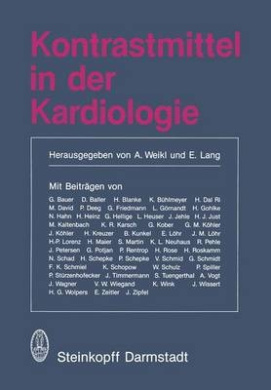 Kontrastmittel
in der
Kardiologie
Herausgegeben von A. Weikl und E. Lang
Mit Beiträgen von
G. Bauer D. Baller H. Blanke K. Bühlmeyer H. Dal Ri
M. David P. Deeg G. Friedmann L. Görnandt H. Gohlke
N. Hahn H. Heinz G. Hellige L. Heuser J. Jehle H. J. Just
M. Kaltenbach K. R. Karsch G. Kober G. M. Köhler
J. Köhler H. Kreuzer B. Kunkel E. Löhr J. M. Löhr
H.-P. Lorenz H. Maier S. Martin K. L. Neuhaus R. Pehle
J. Petersen G. Potjan P. Rentrop H. Rose H. Roskamm
N. Schad H. Schepke P. Schepke V. Schmid G. Schmidt
F. K. Schmiel K. Schopow W. Schulz P. Spiller
P. Stürzenhofecker J. Timmermann S. Tuengerthal A. Vogt
J. Wagner V. W. Wiegand K. Wink J. Wissert
H. G. Wolpers E. Zeitler J. Zipfel
Steinkopff Darmstadt